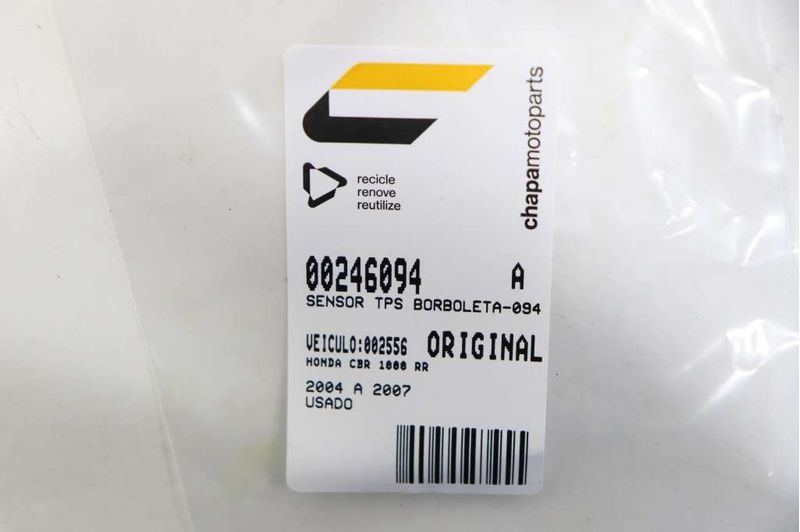 chapamotoparts
recicle
renove
reutilize
00246094 A
SENSOR TPS BORBOLETA-094
VEICULO:002556 ORIGINAL
HONDA CBR 1000 RR
2004 A 2007
USADO